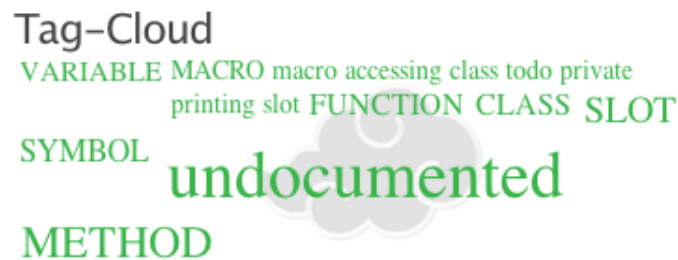 Tag-Cloud
VARIABLE MACRO macro accessing class todo private
printing slot FUNCTION CLASS SLOT
SYMBOL undocumented
METHOD